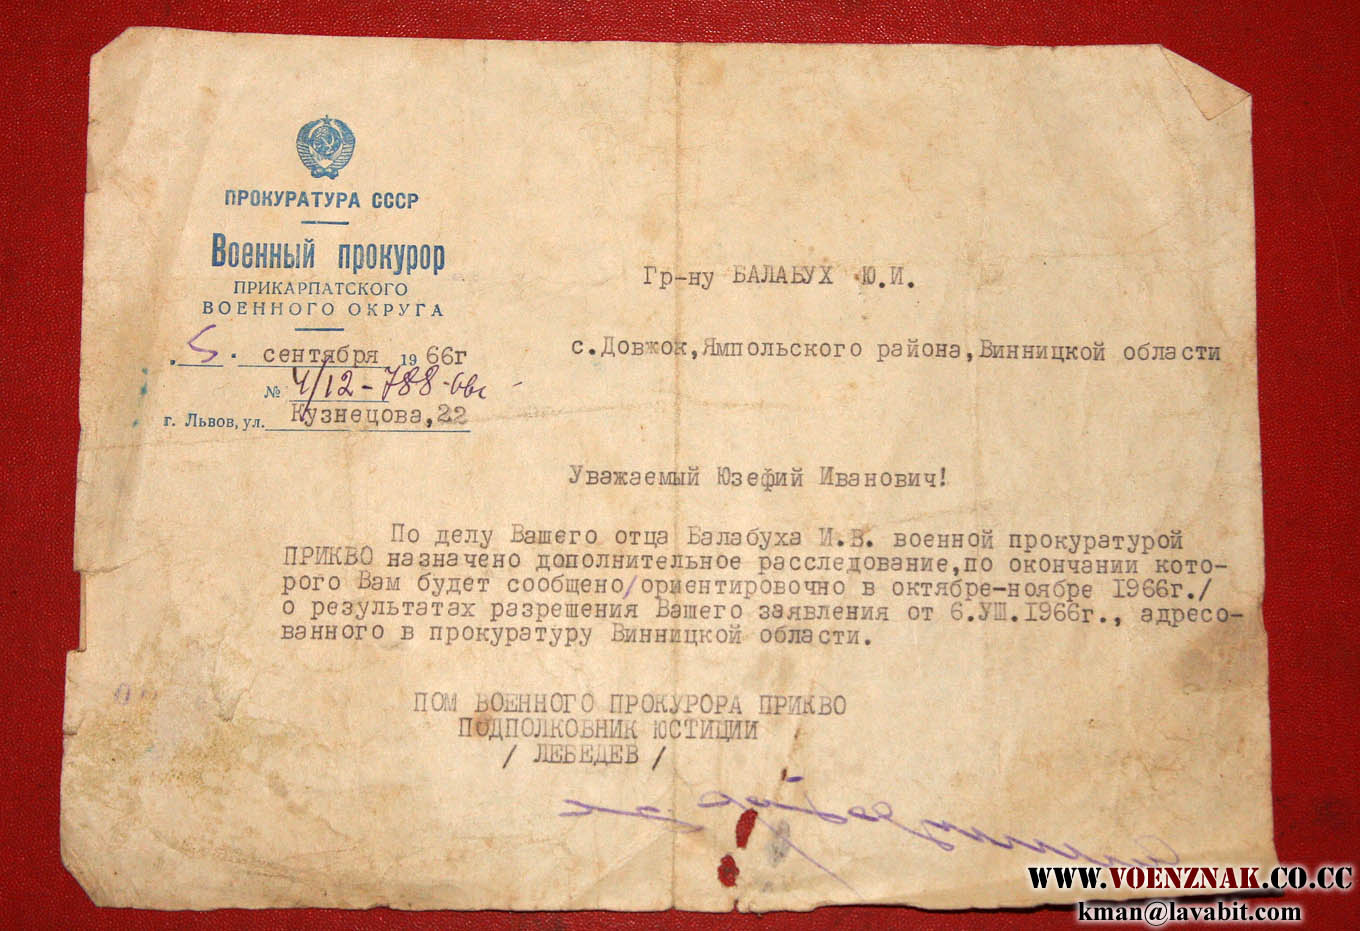 ПРОКУРАТУРА СССР
Военный прокурор
ПРИКАРПАТСКОГО
ВОЕННОГО ОКРУГА
„5" сентября 1966г
№ 4/12-788-66г
г. Львов, ул. Кузнецова,22
Гр-ну БАЛАБУХ Ю.И.
с.Довжок,Ямпольского района,Винницкой области
Уважаемый Юзефий Иванович!
По делу Вашего отца Балабуха И.В. военной прокуратурой
ПРИКВО назначено дополнительное расследование,по окончании кото-
рого Вам будет сообщено/ориентировочно в октябре-ноябре 1966г./
о результатах разрешения Вашего заявления от 6.УШ.1966г., адресо-
ванного в прокуратуру Винницкой области.
ПОМ ВОЕННОГО ПРОКУРОРА ПРИКВО
ПОДПОЛКОВНИК ЮСТИЦИИ
/ ЛЕБЕДЕВ /
WWW.VOENZNAK.CO.CC
kman@lavabit.com